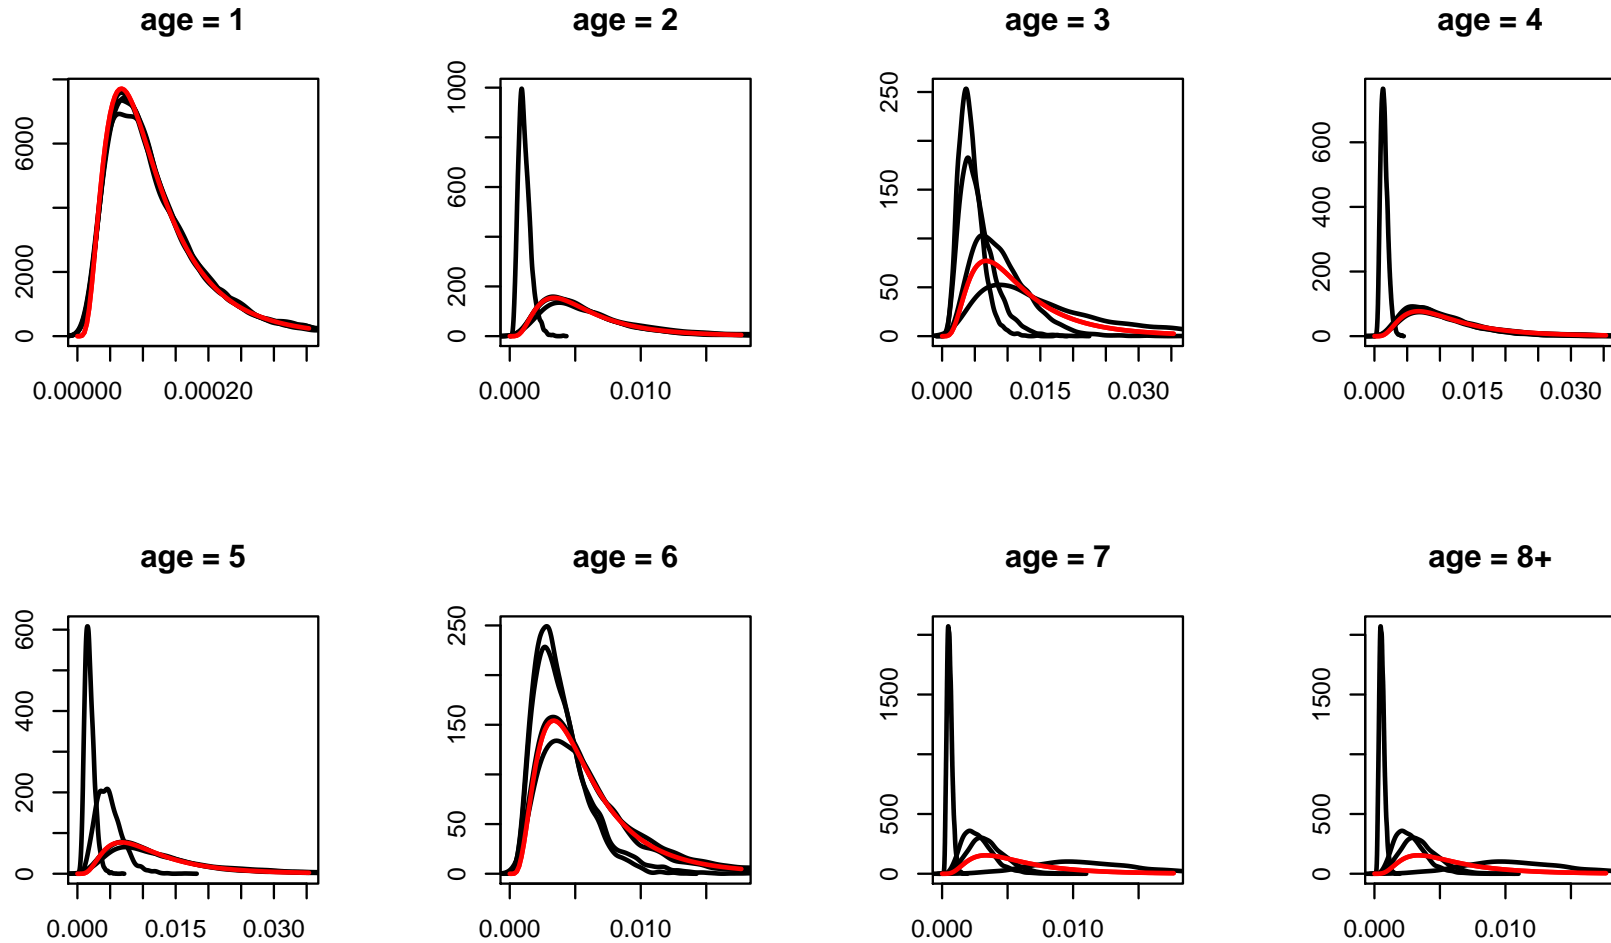 age = 1
age = 2
age = 3
age = 4
0 2000 6000
0.00000 0.00020
0 200 600 1000
0.000 0.010
0 50 150 250
0.000 0.015 0.030
0 200 400 600
0.000 0.015 0.030
age = 5
age = 6
age = 7
age = 8+
0 200 400 600
0.000 0.015 0.030
0 50 150 250
0.000 0.010
0 500 1500
0.000 0.010
0 500 1500
0.000 0.010